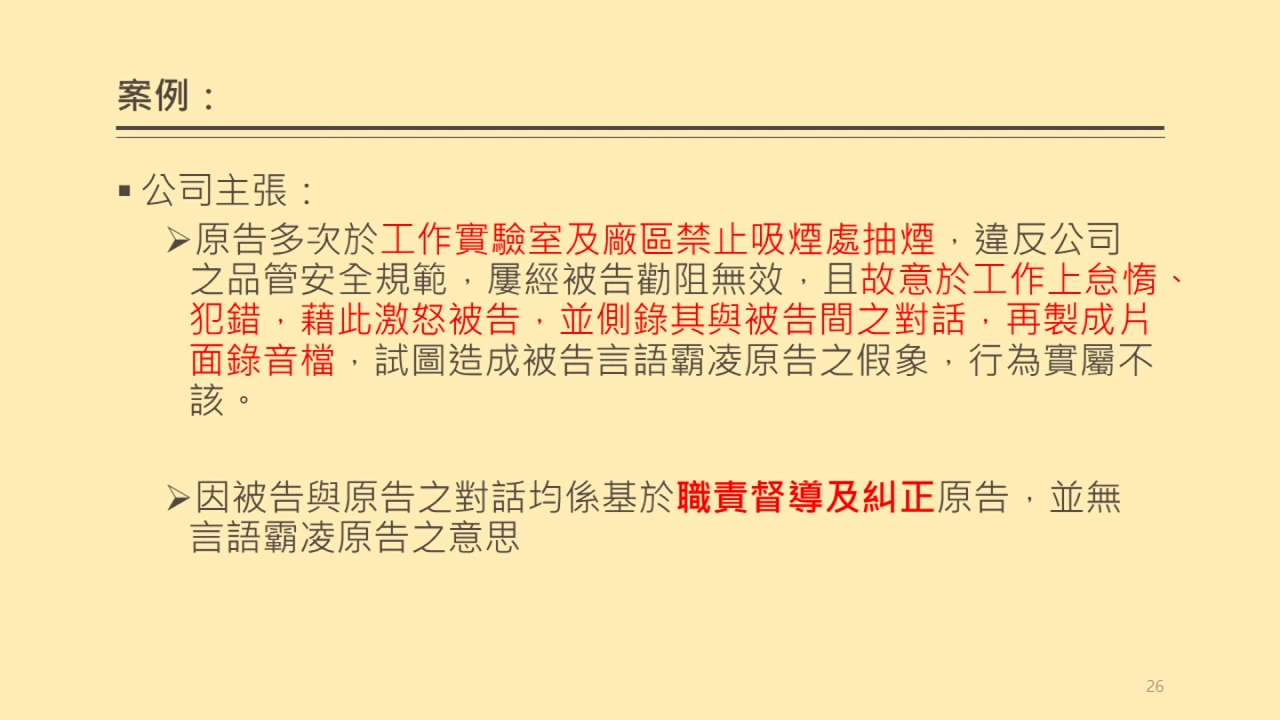 案例：
▪ 公司主張：
➢原告多次於工作實驗室及廠區禁止吸煙處抽煙，違反公司
之品管安全規範，屢經被告勸阻無效，且故意於工作上怠惰、
犯錯，藉此激怒被告，並側錄其與被告間之對話，再製成片
面錄音檔，試圖造成被告言語霸凌原告之假象，行為實屬不
該。
➢因被告與原告之對話均係基於職責督導及糾正原告，並無
言語霸凌原告之意思
26